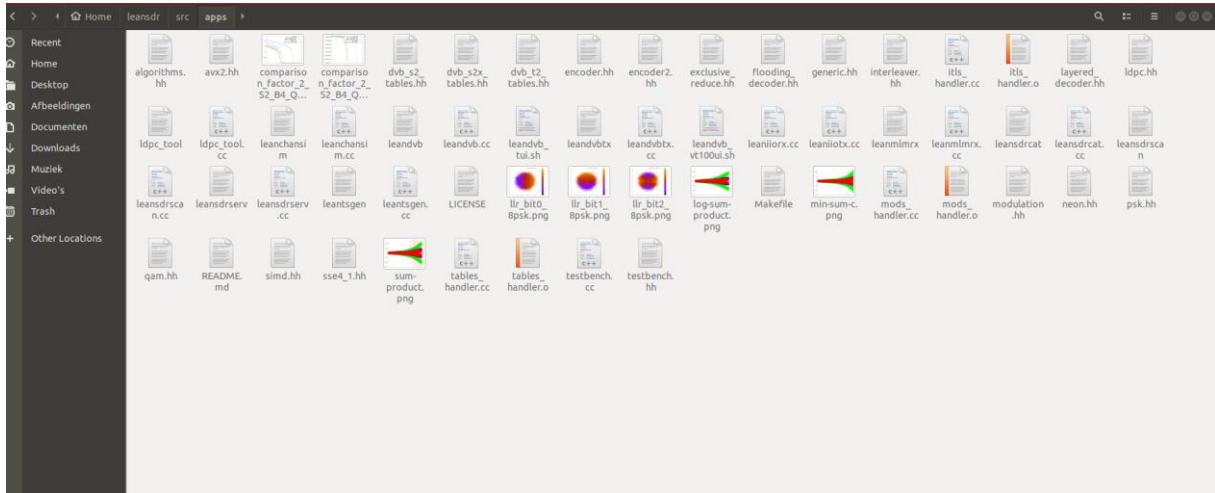 Home leansdr src apps
Recent
Home
Desktop
Afbeeldingen
Documenten
Downloads
Muziek
Video's
Trash
Other Locations
algorithms. avx2.hh compariso compariso dvb_s2_ dvb_s2x_ dvb_t2_ encoder.hh encoder2. exclusive_ flooding_ generic.hh interleaver. itls_ itls_ layered_ ldpc.hh
hh n_factor_2_ n_factor_2_ tables.hh tables.hh tables.hh hh reduce.hh decoder.hh hh handler.cc handler.o decoder.hh
S2_B4_Q... S2_B4_Q...
ldpc_tool ldpc_tool. leanchansi leanchansi leandvb leandvb.cc leandvb_ leandvbtx leandvbtx. leandvb_ leaniiorx.cc leaniiotx.cc leanmlmrx leanmlmrx. leansdrcat leansdrcat. leansdrsca
cc m m.cc tui.sh cc vt100ui.sh cc cc n
leansdrsca leansdrserv leansdrserv leantsgen leantsgen. LICENSE llr_bit0_ llr_bit1_ llr_bit2_ log-sum- Makefile min-sum-c. mods_ mods_ modulation neon.hh psk.hh
n.cc .cc cc 8psk.png 8psk.png 8psk.png product. png handler.cc handler.o .hh
png
qam.hh README. simd.hh sse4_1.hh sum- tables_ tables_ testbench. testbench.
md product. handler.cc handler.o cc hh
png